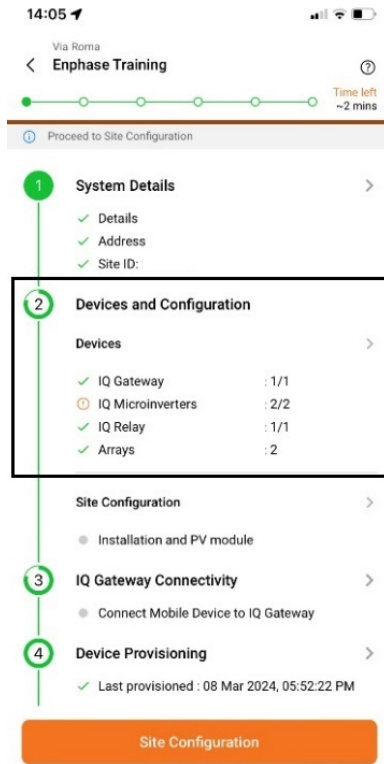 14:05
Via Roma
Enphase Training
Time left
~2 mins
Proceed to Site Configuration
1 System Details
Details
Address
Site ID:
2 Devices and Configuration
Devices
IQ Gateway : 1/1
IQ Microinverters : 2/2
IQ Relay : 1/1
Arrays : 2
Site Configuration
Installation and PV module
3 IQ Gateway Connectivity
Connect Mobile Device to IQ Gateway
4 Device Provisioning
Last provisioned : 08 Mar 2024, 05:52:22 PM
Site Configuration